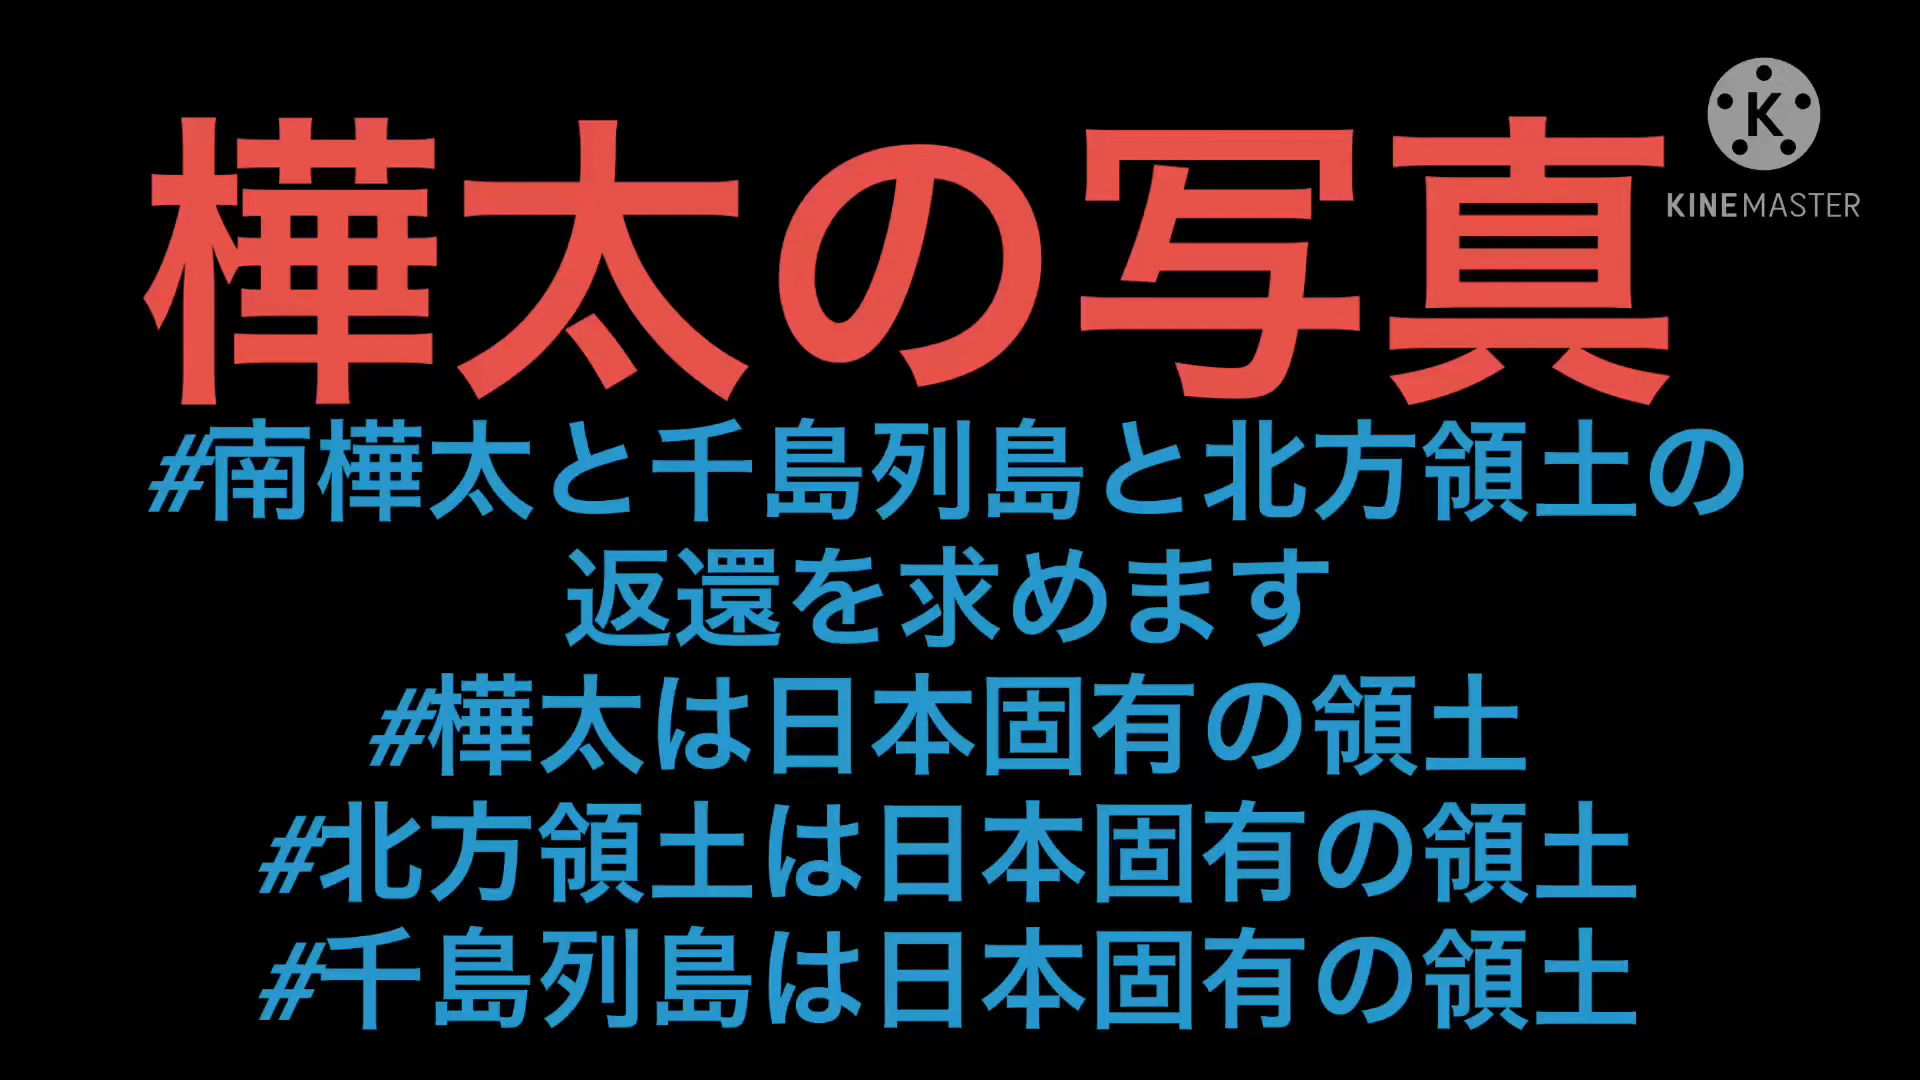 樺太の写真
KINEMASTER
#南樺太と千島列島と北方領土の
返還を求めます
#樺太は日本固有の領土
#北方領土は日本固有の領土
#千島列島は日本固有の領土